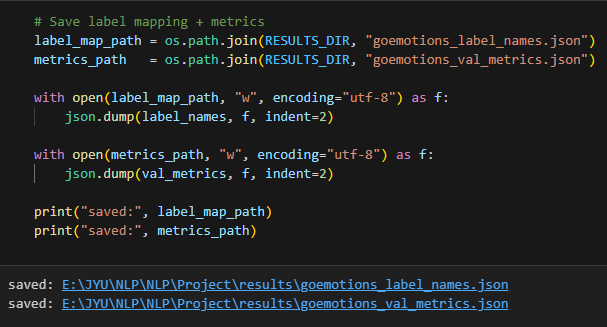 # Save label mapping + metrics
label_map_path = os.path.join(RESULTS_DIR, "goemotions_label_names.json")
metrics_path   = os.path.join(RESULTS_DIR, "goemotions_val_metrics.json")

with open(label_map_path, "w", encoding="utf-8") as f:
    json.dump(label_names, f, indent=2)

with open(metrics_path, "w", encoding="utf-8") as f:
    json.dump(val_metrics, f, indent=2)

print("saved:", label_map_path)
print("saved:", metrics_path)

saved: E:\JYU\NLP\NLP\Project\results\goemotions_label_names.json
saved: E:\JYU\NLP\NLP\Project\results\goemotions_val_metrics.json